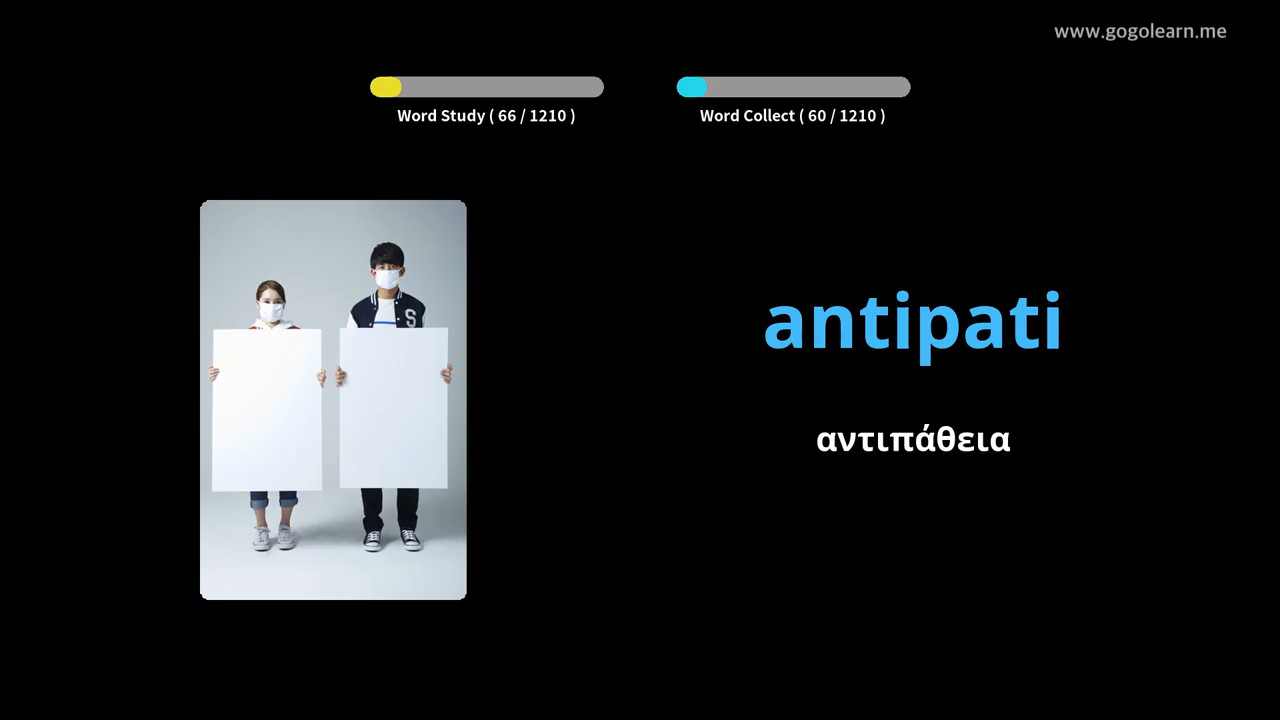 www.gogolearn.me
Word Study ( 66 / 1210 )
Word Collect ( 60 / 1210 )
S
antipati
αντιπάθεια